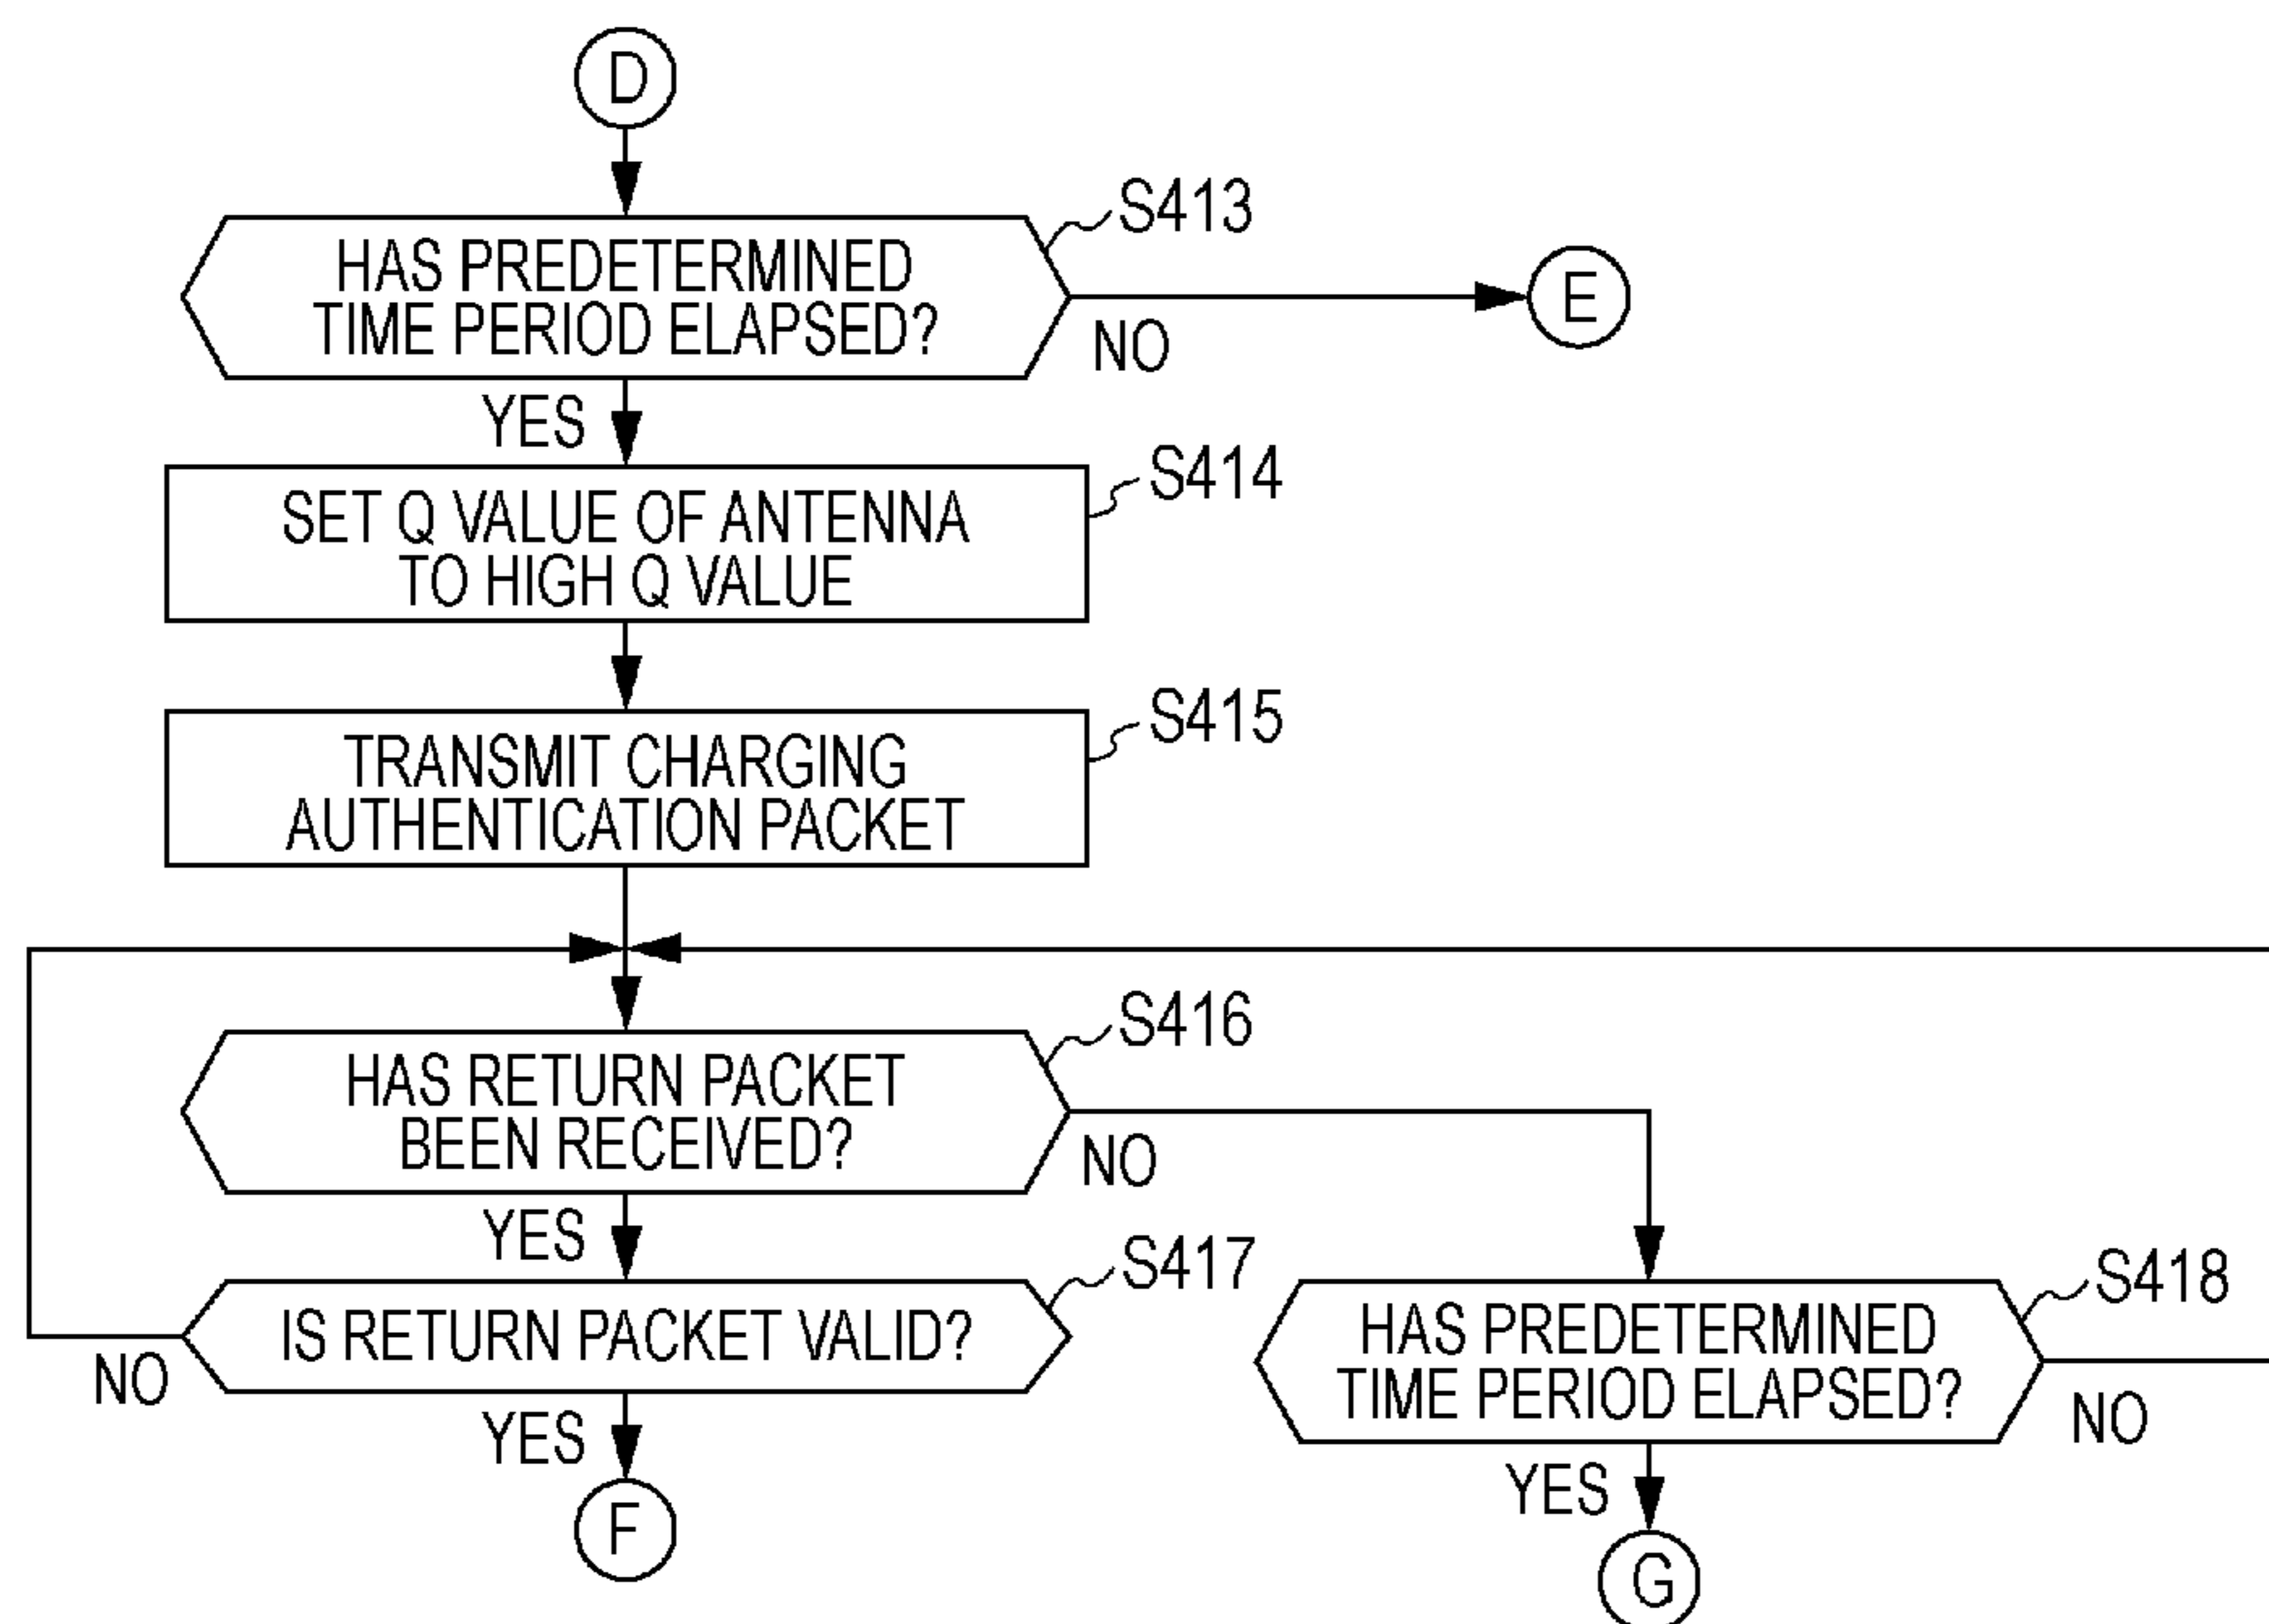 D
S413
HAS PREDETERMINED
TIME PERIOD ELAPSED?
NO
E
YES
S414
SET Q VALUE OF ANTENNA
TO HIGH Q VALUE
S415
TRANSMIT CHARGING
AUTHENTICATION PACKET
S416
HAS RETURN PACKET
BEEN RECEIVED?
NO
YES
S417
IS RETURN PACKET VALID?
NO
YES
F
S418
HAS PREDETERMINED
TIME PERIOD ELAPSED?
NO
YES
G